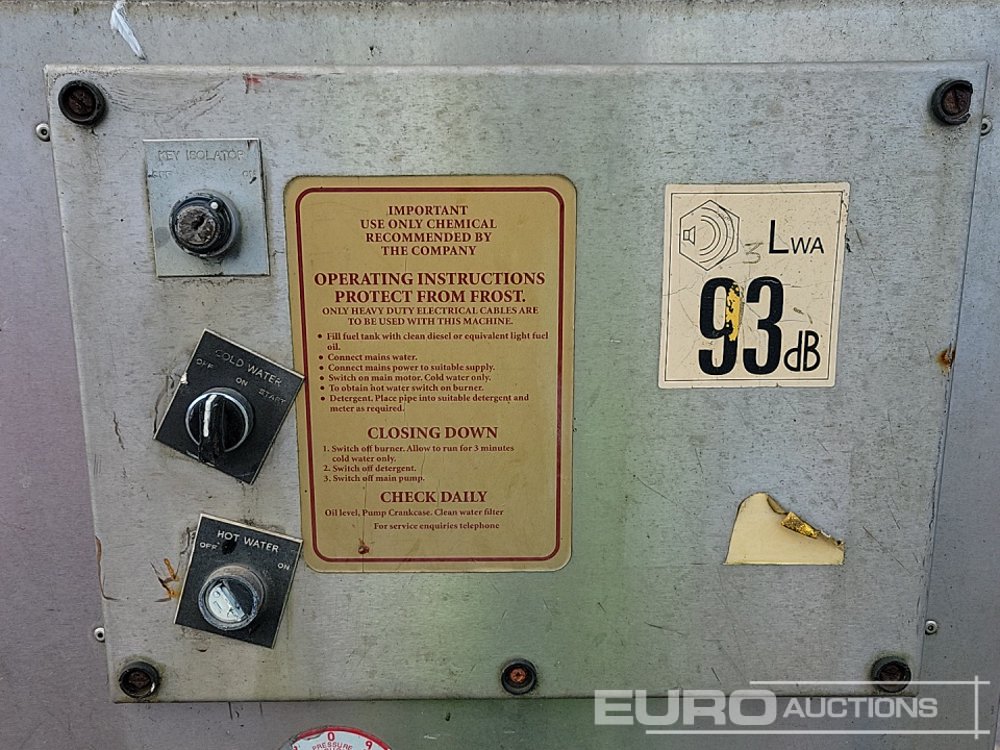 KEY ISOLATOR
OFF ON
IMPORTANT
USE ONLY CHEMICAL
RECOMMENDED BY
THE COMPANY
OPERATING INSTRUCTIONS
PROTECT FROM FROST.
ONLY HEAVY DUTY ELECTRICAL CABLES ARE
TO BE USED WITH THIS MACHINE.
• Fill fuel tank with clean diesel or equivalent light fuel
oil.
• Connect mains water.
• Connect mains power to suitable supply.
• Switch on main motor. Cold water only.
• To obtain hot water switch on burner.
• Detergent. Place pipe into suitable detergent and
meter as required.
CLOSING DOWN
1. Switch off burner. Allow to run for 3 minutes
cold water only.
2. Switch off detergent.
3. Switch off main pump.
CHECK DAILY
Oil level, Pump Crankcase. Clean water filter
For service enquiries telephone
3 LWA
93dB
COLD WATER
OFF ON START
HOT WATER
OFF ON
0 9
PRESSURE
EURO AUCTIONS